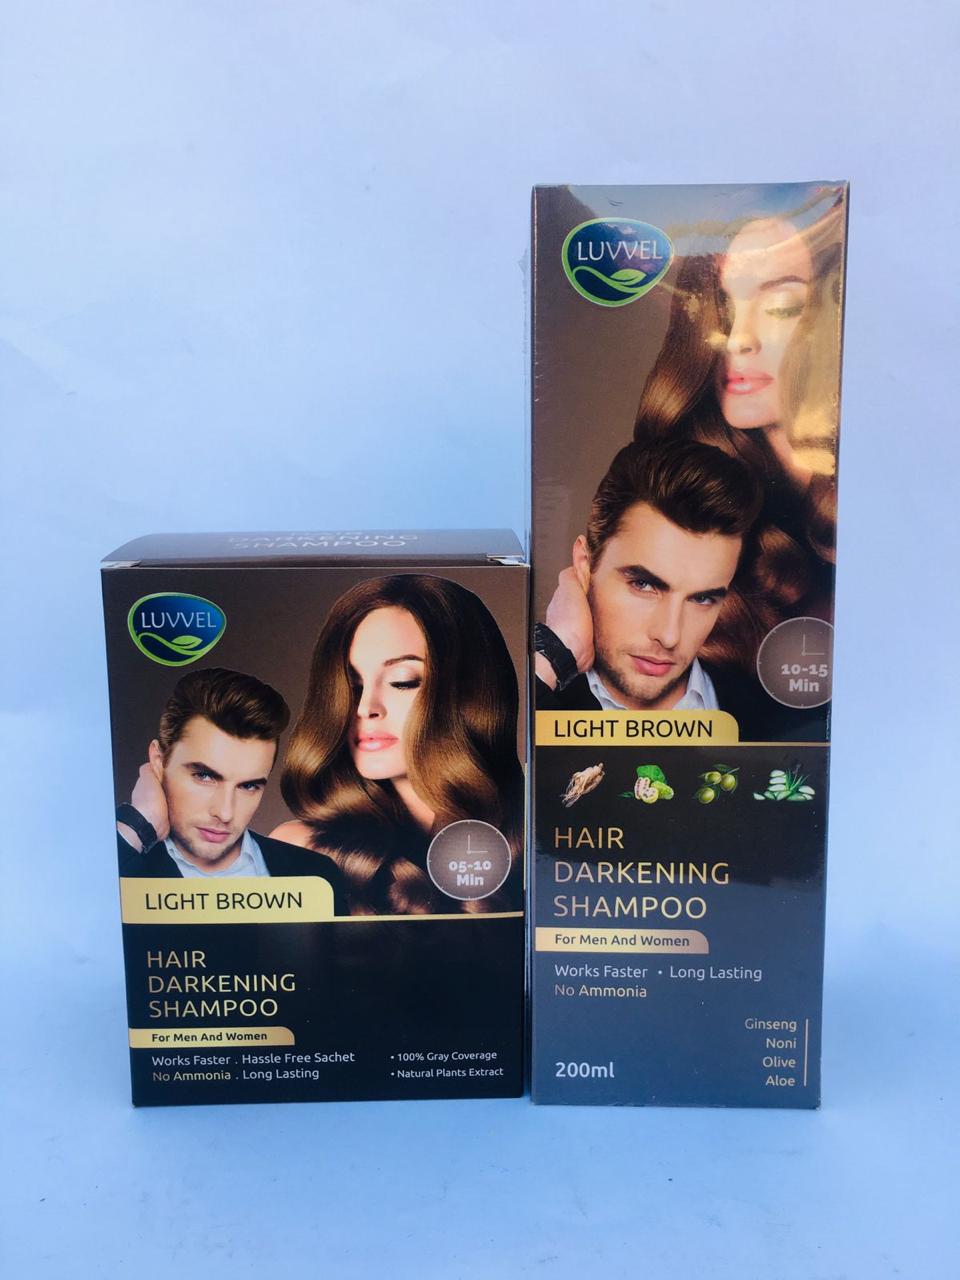 DARKENING
SHAMPOO
LUVVEL
05-10
Min
LIGHT BROWN
HAIR
DARKENING
SHAMPOO
For Men And Women
Works Faster . Hassle Free Sachet
No Ammonia . Long Lasting
• 100% Gray Coverage
• Natural Plants Extract
LUVVEL
10-15
Min
LIGHT BROWN
HAIR
DARKENING
SHAMPOO
For Men And Women
Works Faster • Long Lasting
No Ammonia
Ginseng
Noni
Olive
Aloe
200ml